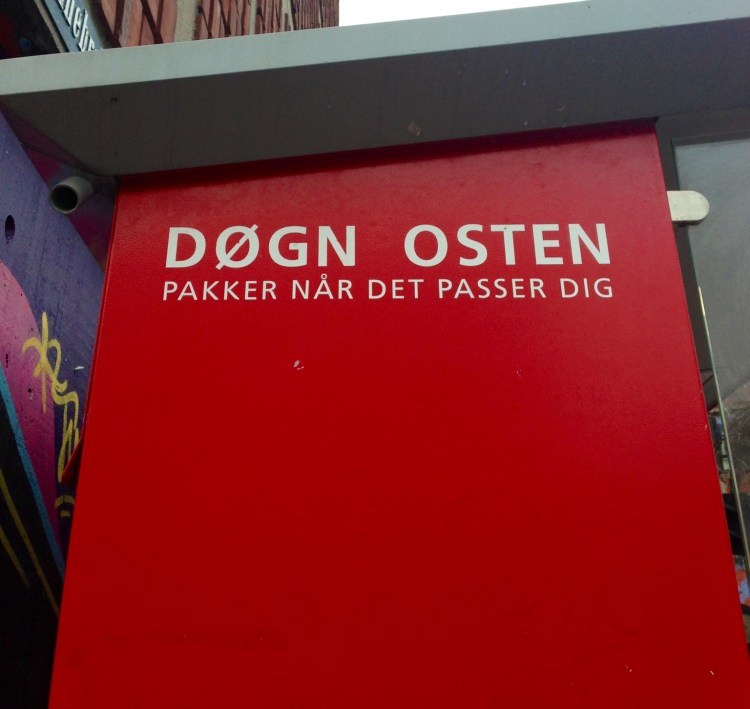 DØGN OSTEN
PAKKER NÅR DET PASSER DIG